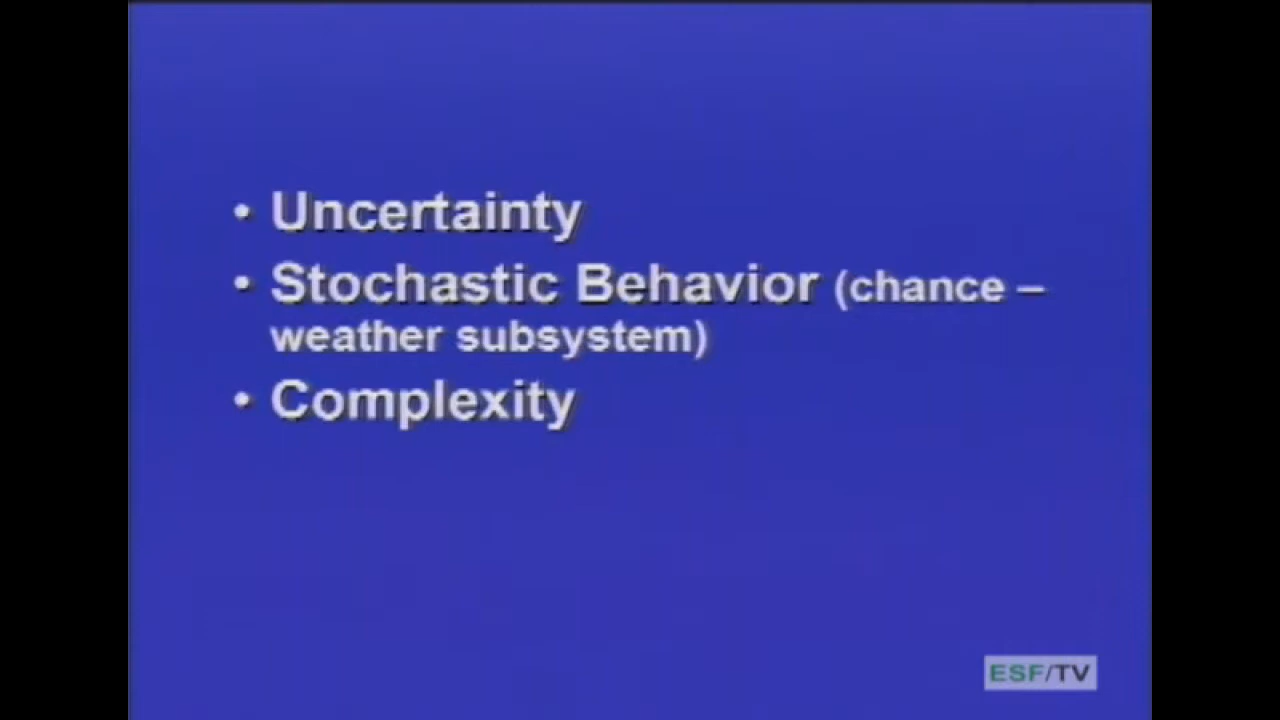 • Uncertainty
• Stochastic Behavior (chance –
weather subsystem)
• Complexity
ESF/TV